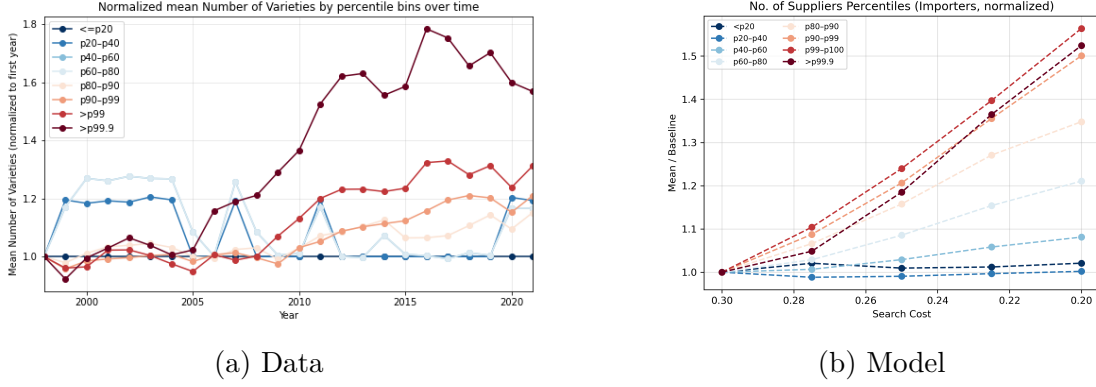 Normalized mean Number of Varieties by percentile bins over time
Mean Number of Varieties (normalized to first year)
1.8
1.6
1.4
1.2
1.0
<=p20
p20–p40
p40–p60
p60–p80
p80–p90
p90–p99
>p99
>p99.9
2000
2005
2010
2015
2020
Year
(a) Data
No. of Suppliers Percentiles (Importers, normalized)
Mean / Baseline
1.5
1.4
1.3
1.2
1.1
1.0
<p20
p20–p40
p40–p60
p60–p80
p80–p90
p90–p99
p99–p100
>p99.9
0.30
0.28
0.26
0.24
0.22
0.20
Search Cost
(b) Model